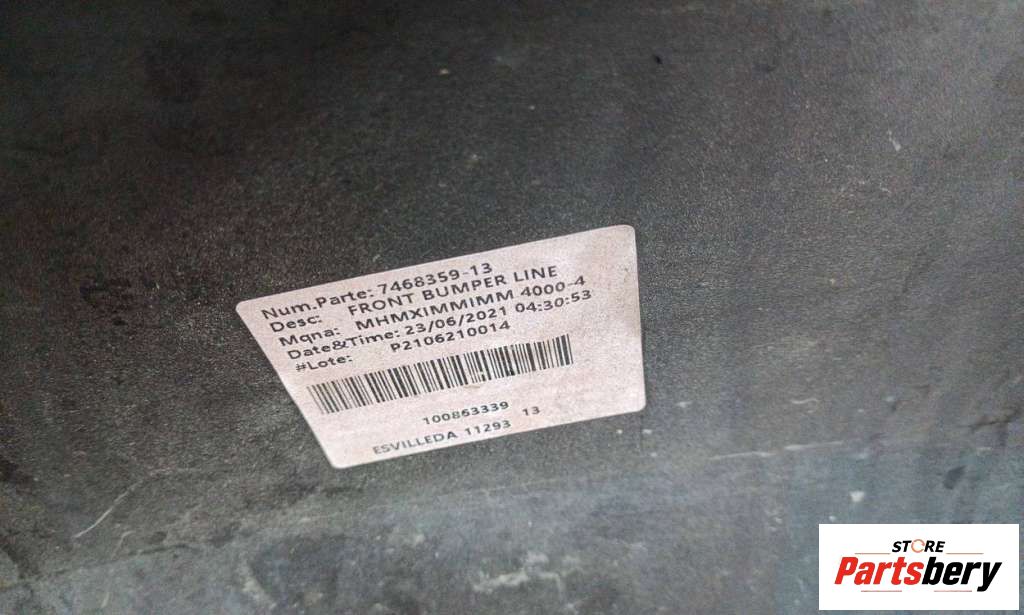 Num.Parte: 7468359-13
Desc: FRONT BUMPER LINE
Mqna: MHMXIMMIMM 4000-4
Date&Time: 23/06/2021 04:30:53
#Lote: P2106210014
100863339
ESVILLEDA 11293 13
STORE
Partsbery